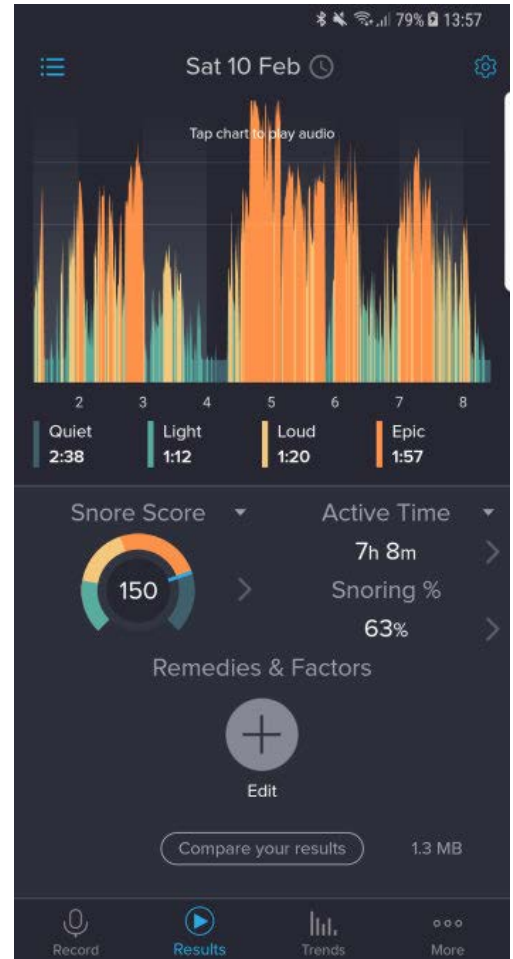 79% 13:57
Sat 10 Feb
Tap chart to play audio
2 3 4 5 6 7 8
Quiet Light Loud Epic
2:38 1:12 1:20 1:57
Snore Score Active Time
7h 8m
150 Snoring %
63%
Remedies & Factors
Edit
Compare your results 1.3 MB
Record Results Trends More